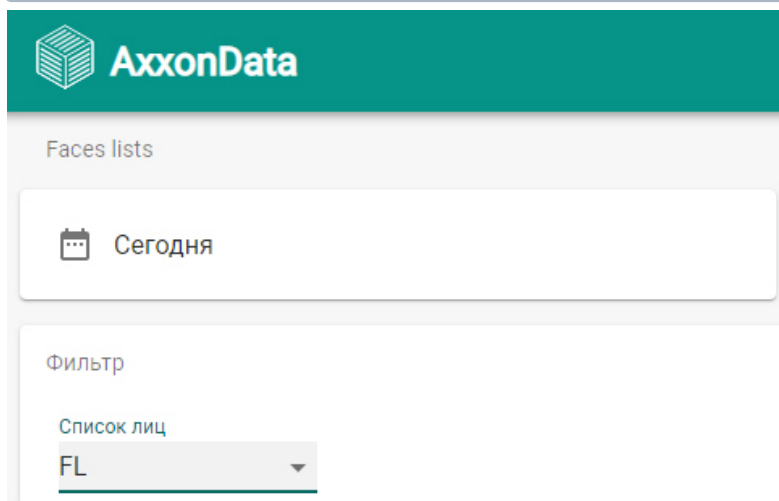 AxxonData
Faces lists
Сегодня
Фильтр
Список лиц
FL